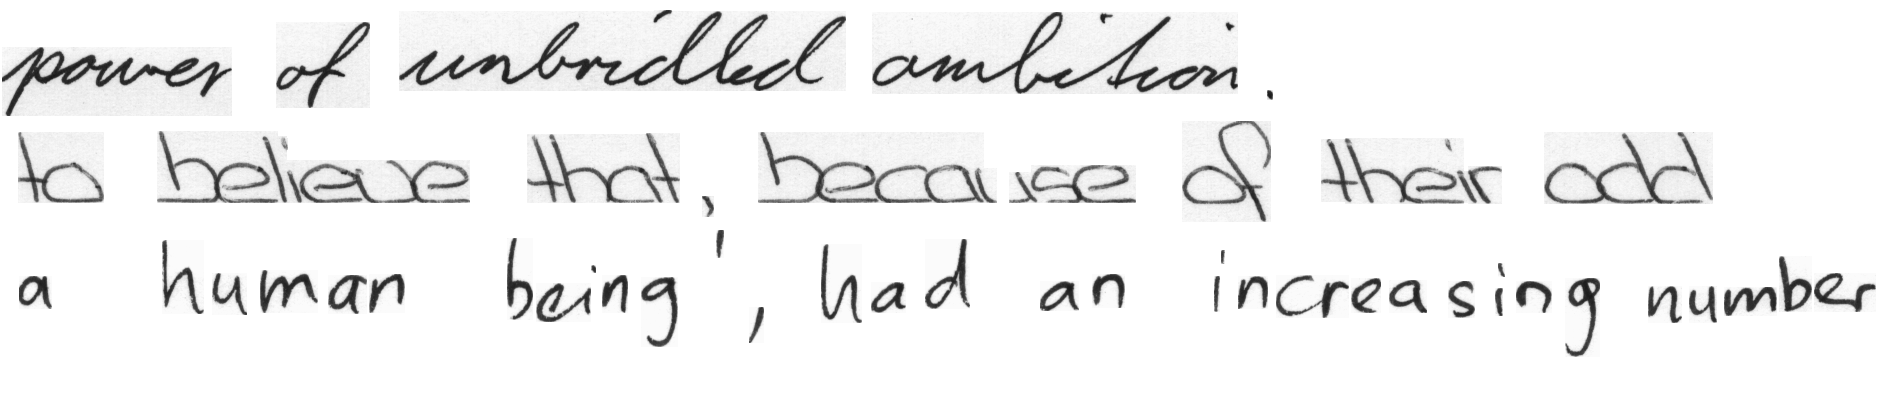 power of unbridled ambition.
to believe that, because of their odd
a human being', had an increasing number